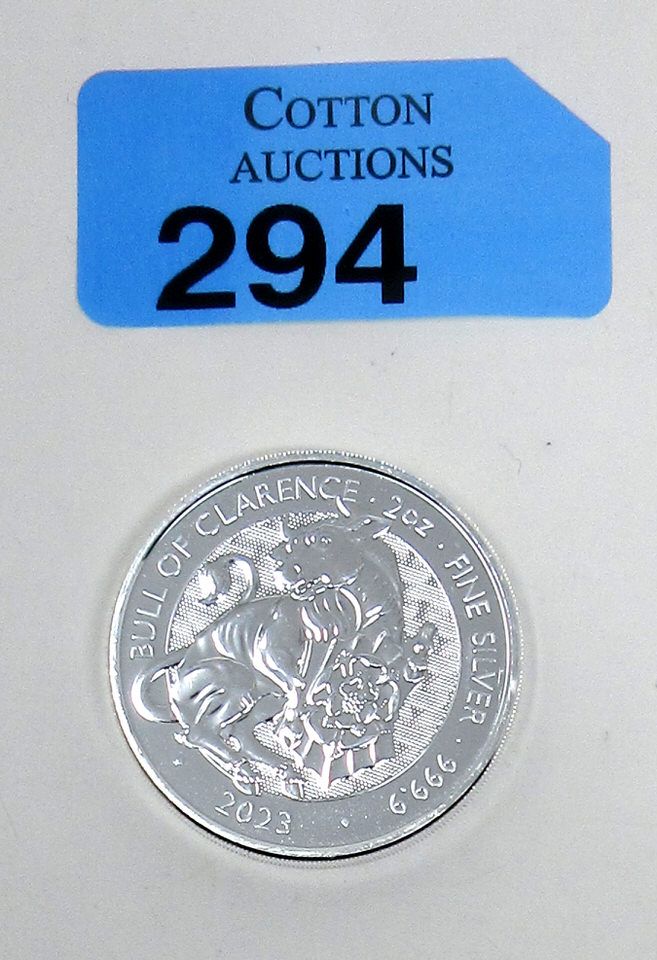 COTTON
AUCTIONS
294
BULL OF CLARENCE · 2oz · FINE SILVER · 999.9
2023